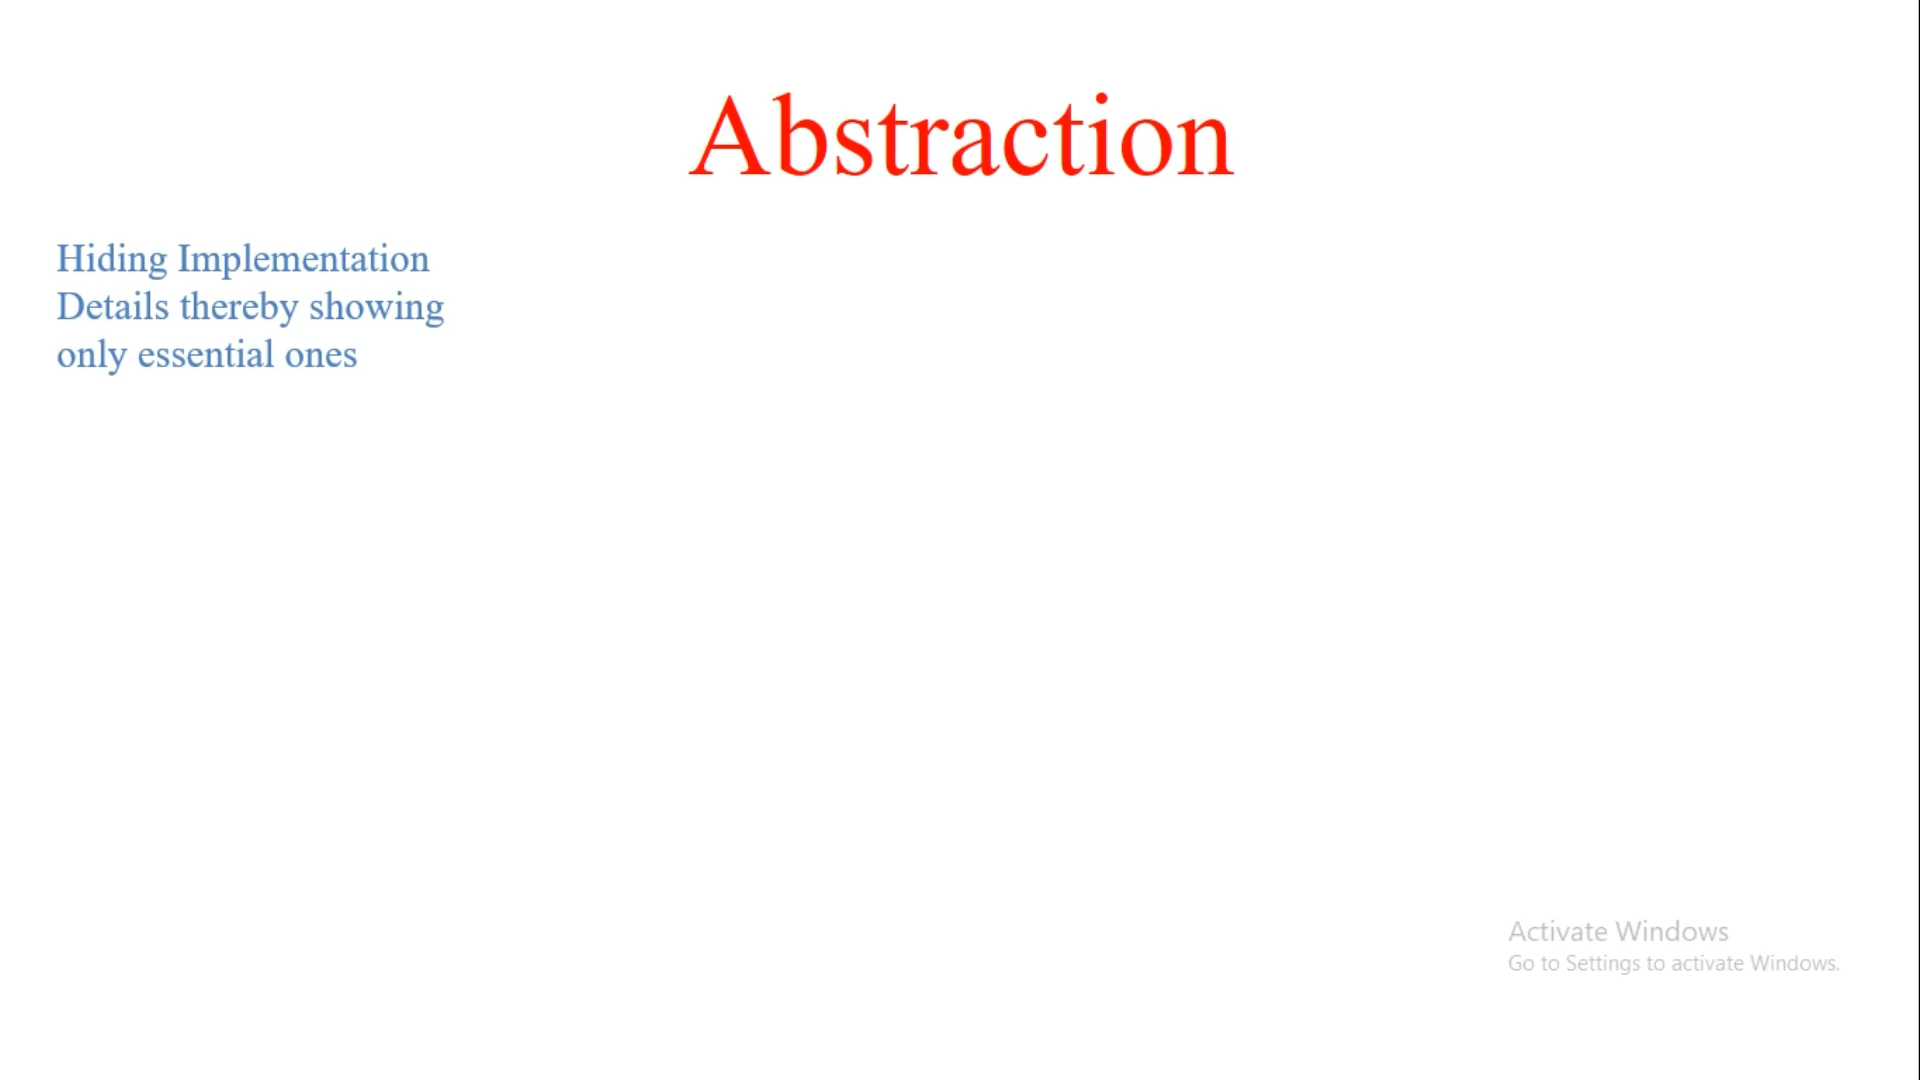 Abstraction
Hiding Implementation
Details thereby showing
only essential ones
Activate Windows
Go to Settings to activate Windows.